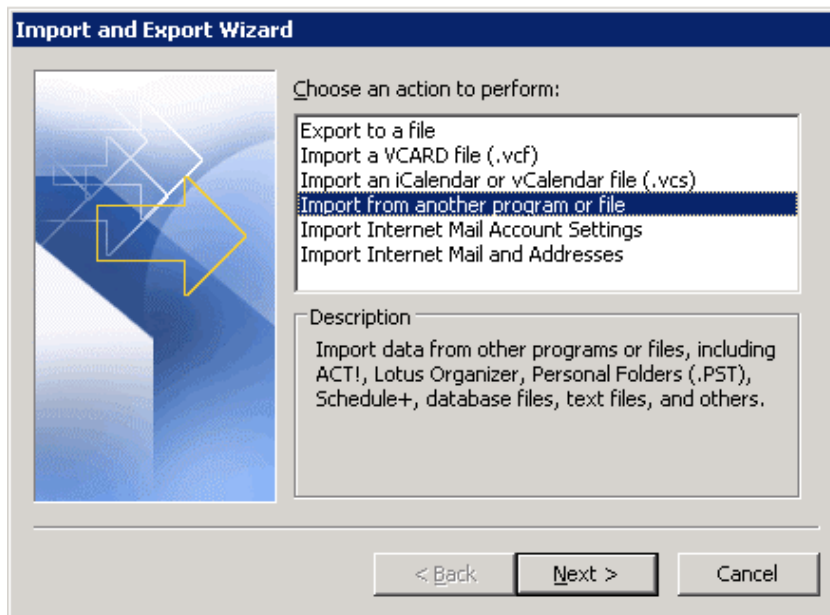 Import and Export Wizard
Choose an action to perform:
Export to a file
Import a VCARD file (.vcf)
Import an iCalendar or vCalendar file (.vcs)
Import from another program or file
Import Internet Mail Account Settings
Import Internet Mail and Addresses
Description
Import data from other programs or files, including
ACT!, Lotus Organizer, Personal Folders (.PST),
Schedule+, database files, text files, and others.
< Back Next > Cancel